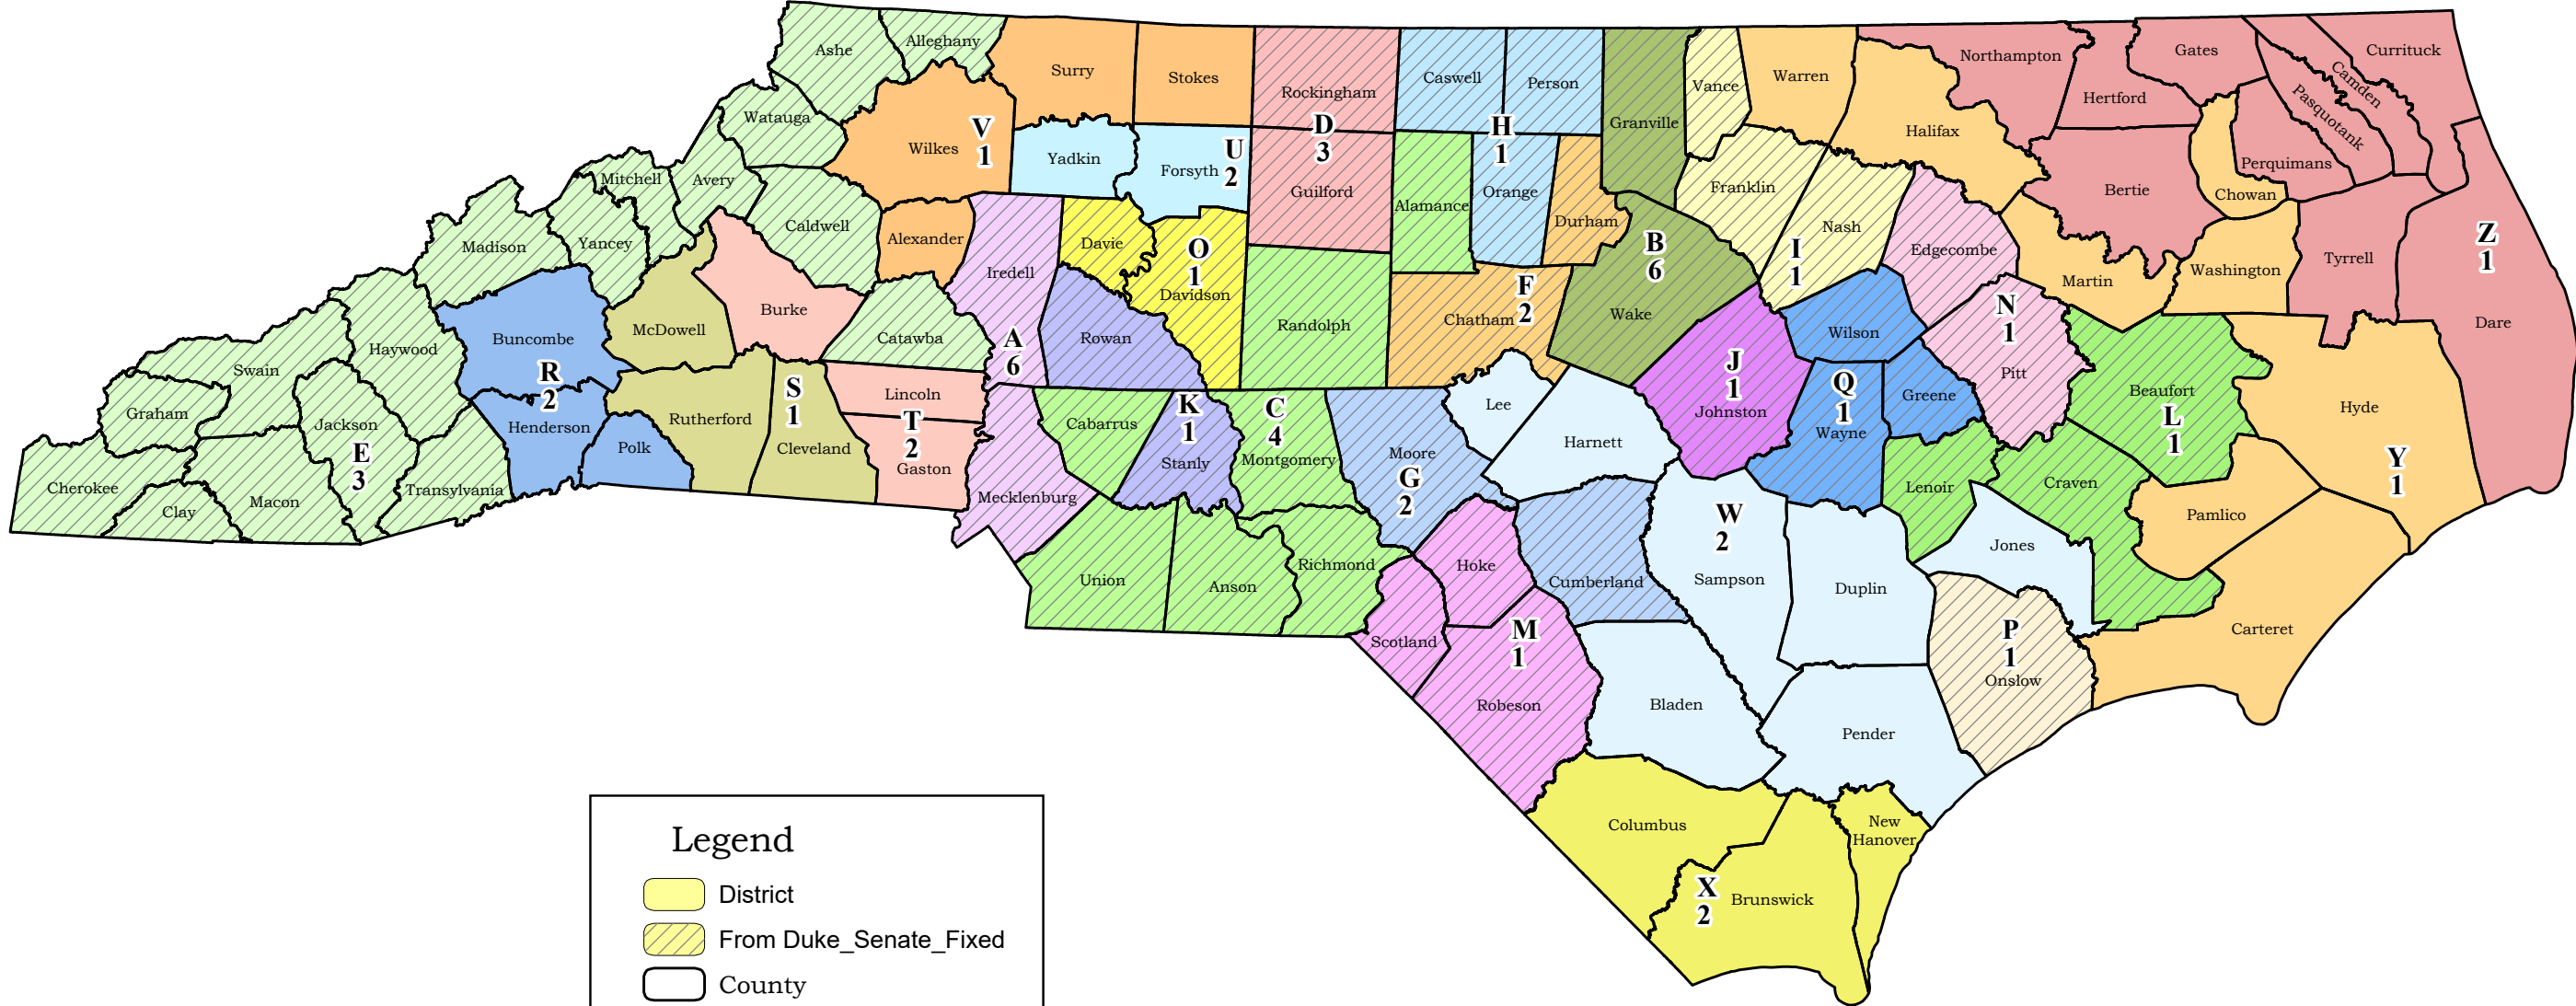 Ashe
Alleghany
Surry
Stokes
Rockingham
Caswell
Person
Granville
Vance
Warren
Northampton
Gates
Currituck
Camden
Pasquotank
Hertford
Halifax
Perquimans
Watauga
Wilkes
V
1
Yadkin
Forsyth
U
2
D
3
Guilford
H
1
Alamance
Orange
Durham
Franklin
Nash
I
1
Edgecombe
Bertie
Chowan
Martin
Washington
Tyrrell
Z
1
Dare
Mitchell
Avery
Caldwell
Alexander
Iredell
Davie
O
1
Davidson
Randolph
Chatham
F
2
B
6
Wake
Wilson
N
1
Pitt
Madison
Yancey
McDowell
Burke
Catawba
A
6
Rowan
Buncombe
R
2
Henderson
Haywood
Swain
Graham
Jackson
E
3
Cherokee
Clay
Macon
Transylvania
Polk
Rutherford
S
1
Cleveland
Lincoln
T
2
Gaston
Mecklenburg
Cabarrus
K
1
Stanly
C
4
Montgomery
Moore
G
2
Lee
Harnett
J
1
Johnston
Q
1
Wayne
Greene
Lenoir
Craven
Beaufort
L
1
Hyde
Y
1
Pamlico
Jones
Carteret
Union
Anson
Richmond
Scotland
Hoke
Cumberland
W
2
Sampson
Duplin
P
1
Onslow
M
1
Robeson
Bladen
Pender
Columbus
New
Hanover
X
2
Brunswick
Legend
District
From Duke_Senate_Fixed
County